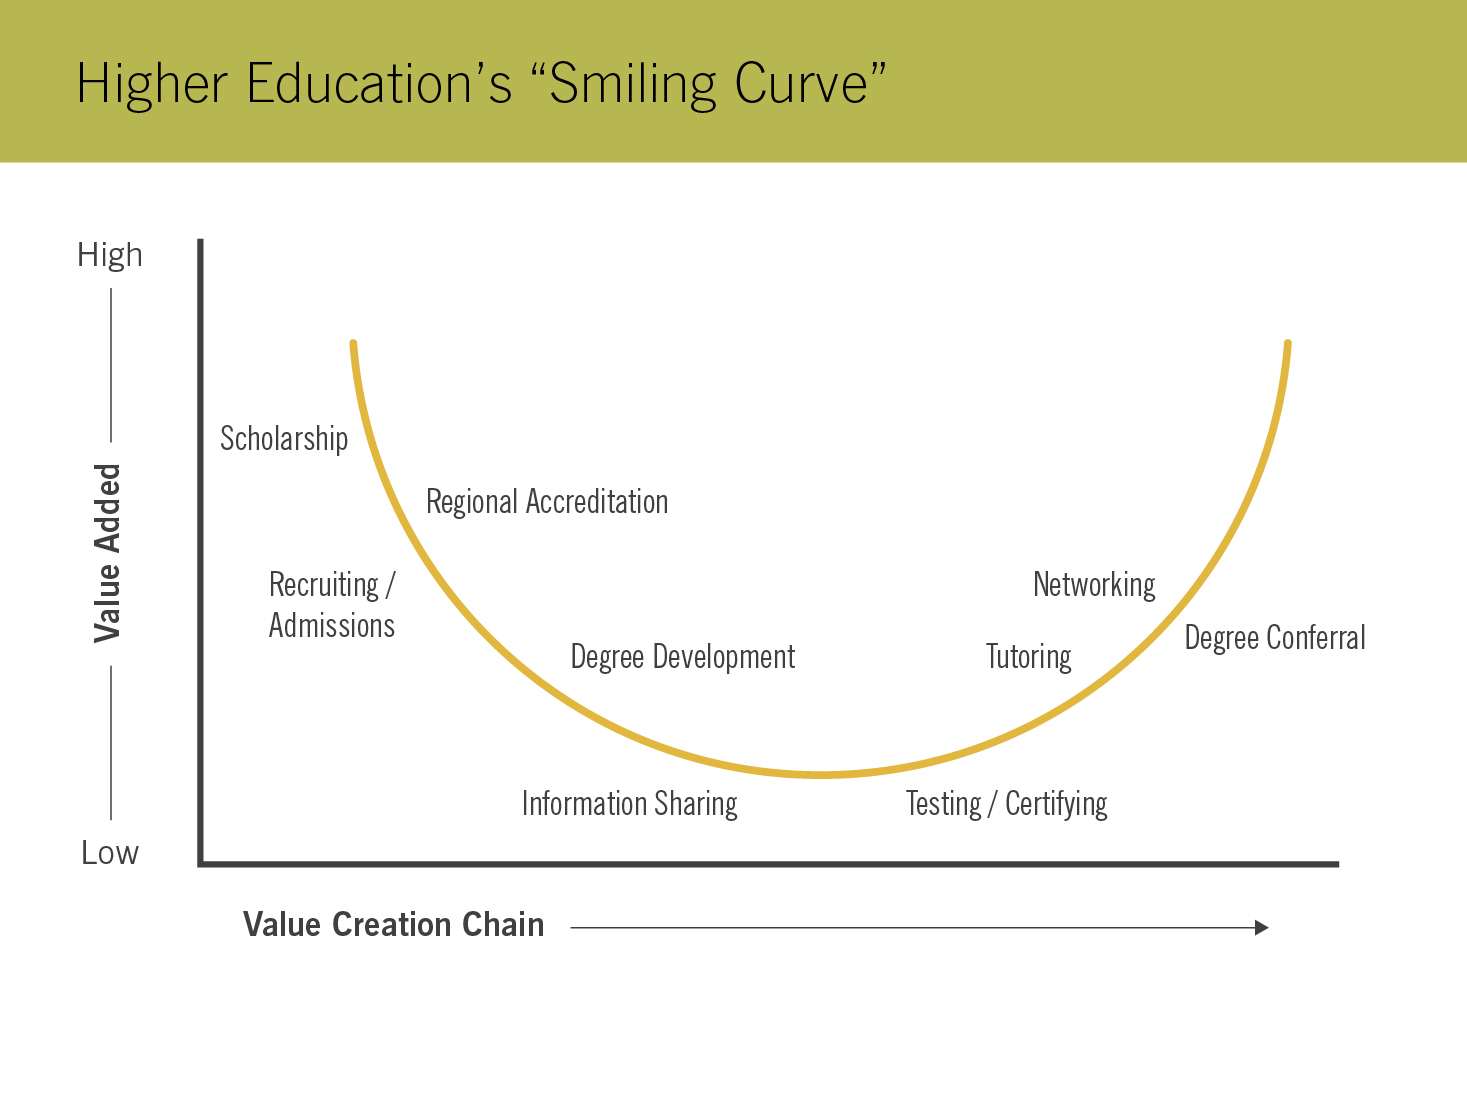 Higher Education’s “Smiling Curve”
High
Value Added
Low
Scholarship
Regional Accreditation
Recruiting /
Admissions
Networking
Degree Conferral
Degree Development
Tutoring
Information Sharing
Testing / Certifying
Value Creation Chain